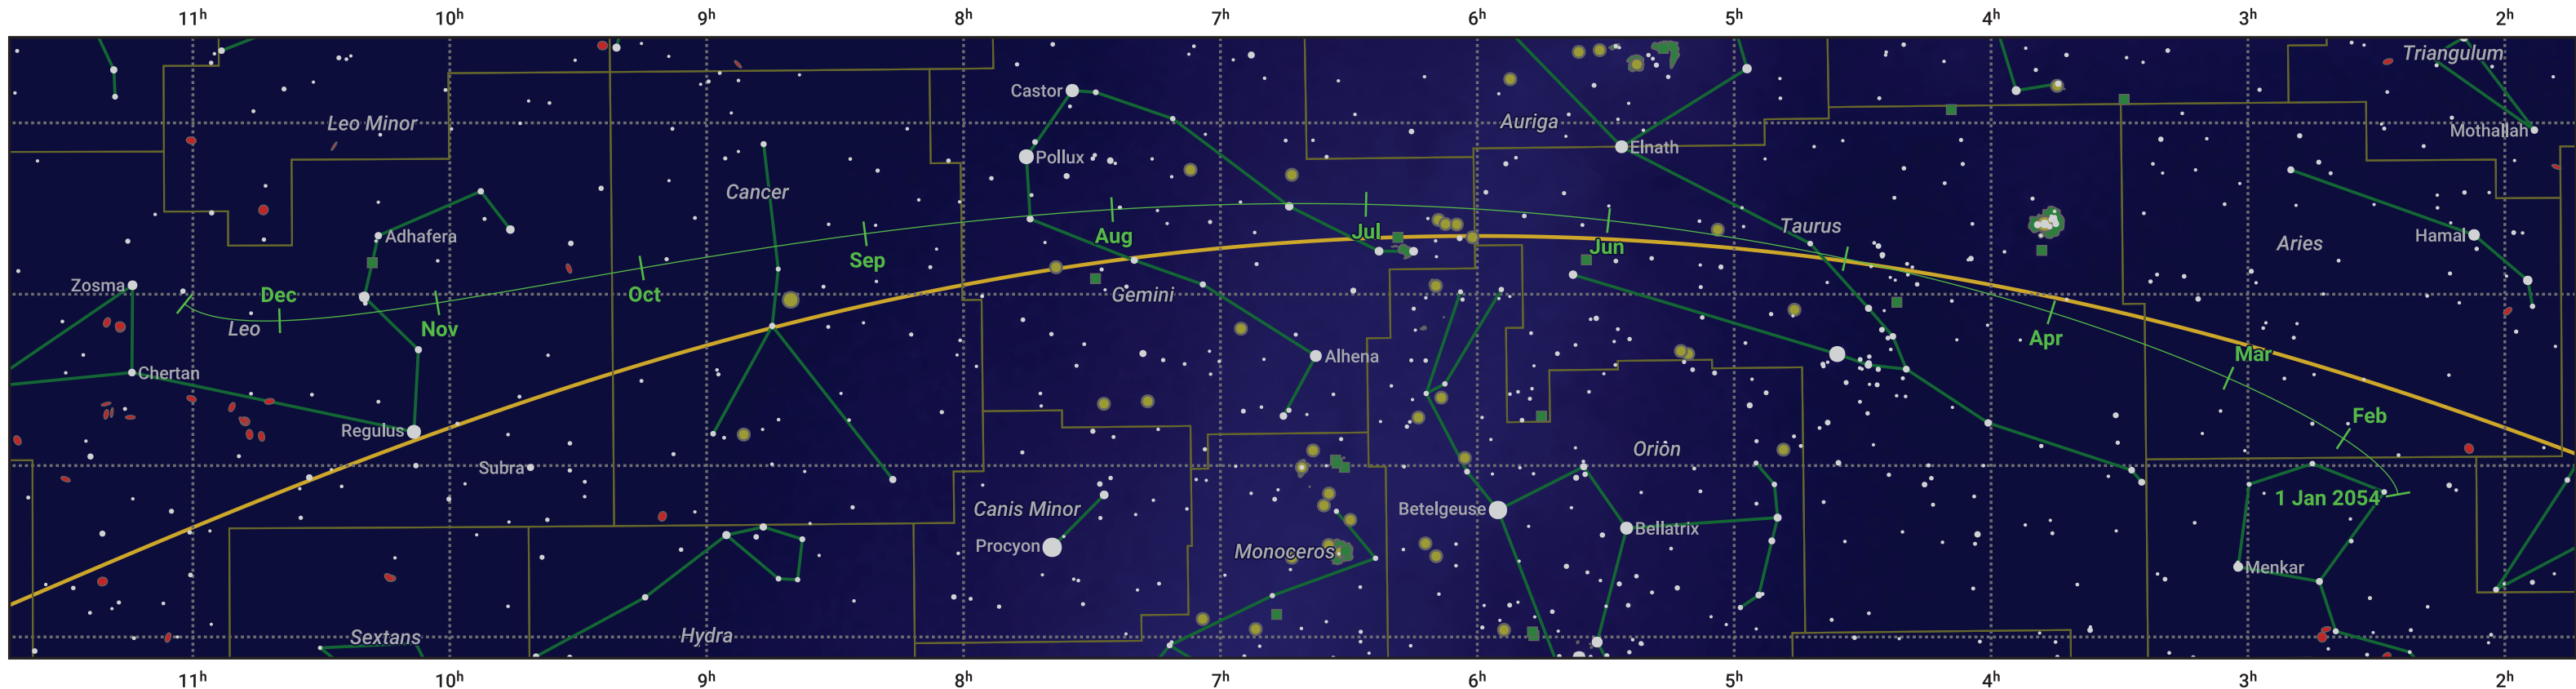 11h 10h 9h 8h 7h 6h 5h 4h 3h 2h
Triangulum
Castor
Leo Minor
Auriga
Mothallah
Elnath
Pollux
Cancer
Taurus
Adhafera
Aug
Jul
Jun
Hamal
Aries
Sep
Zosma
Dec
Oct
Gemini
Leo
Nov
Apr
Mar
Alhena
Chertan
Feb
Regulus
Orion
Subra
1 Jan 2054
Canis Minor
Betelgeuse
Bellatrix
Procyon
Monoceros
Menkar
Sextans
Hydra
11h 10h 9h 8h 7h 6h 5h 4h 3h 2h